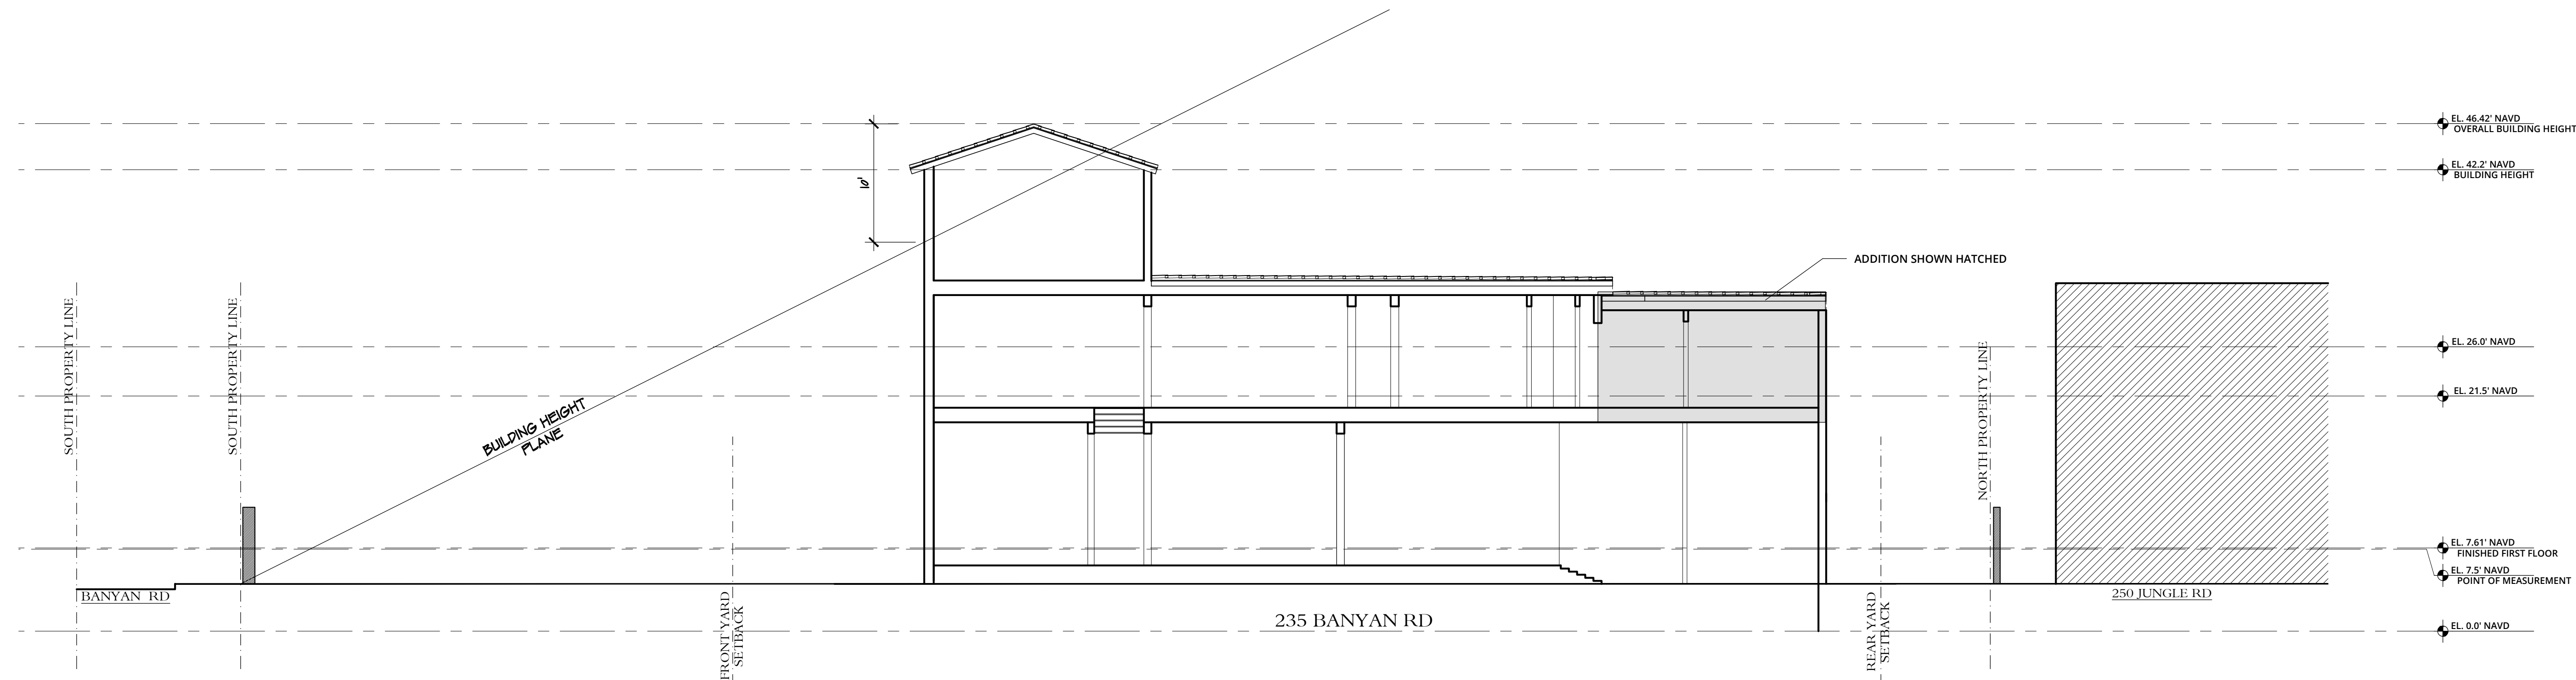 EL. 46.42' NAVD
OVERALL BUILDING HEIGHT
EL. 42.2' NAVD
BUILDING HEIGHT
10'
ADDITION SHOWN HATCHED
SOUTH PROPERTY LINE
SOUTH PROPERTY LINE
NORTH PROPERTY LINE
EL. 26.0' NAVD
EL. 21.5' NAVD
BUILDING HEIGHT
PLANE
EL. 7.61' NAVD
FINISHED FIRST FLOOR
EL. 7.5' NAVD
POINT OF MEASUREMENT
BANYAN RD
250 JUNGLE RD
FRONT YARD
SETBACK
235 BANYAN RD
REAR YARD
SETBACK
EL. 0.0' NAVD